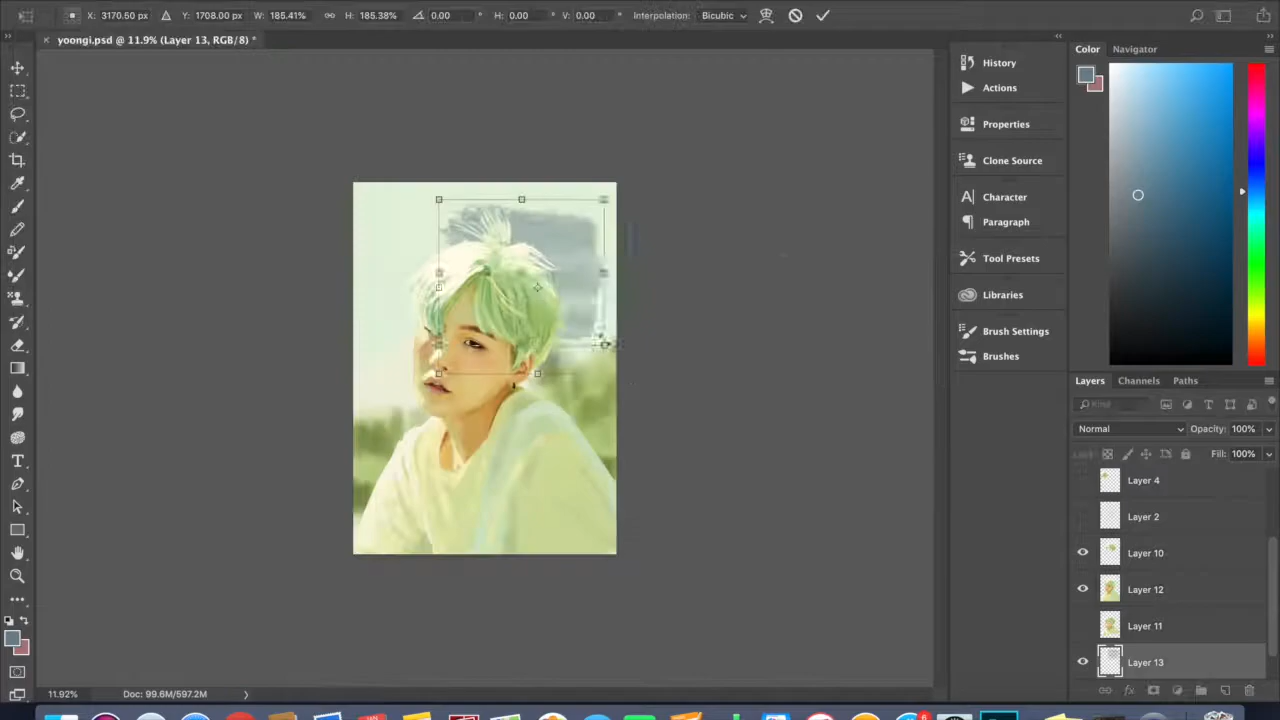 X: 3170.50 px Y: 1708.00 px W: 185.41% H: 185.38% 0.00 ° H: 0.00 ° V: 0.00 ° Interpolation: Bicubic
yoongi.psd @ 11.9% (Layer 13, RGB/8) *
Color Navigator
History
Actions
Properties
Clone Source
Character
Paragraph
Tool Presets
Libraries
Brush Settings
Brushes
Layers Channels Paths
Kind
Normal Opacity: 100%
Fill: 100%
Layer 4
Layer 2
Layer 10
Layer 12
Layer 11
Layer 13
11.92% Doc: 99.6M/597.2M